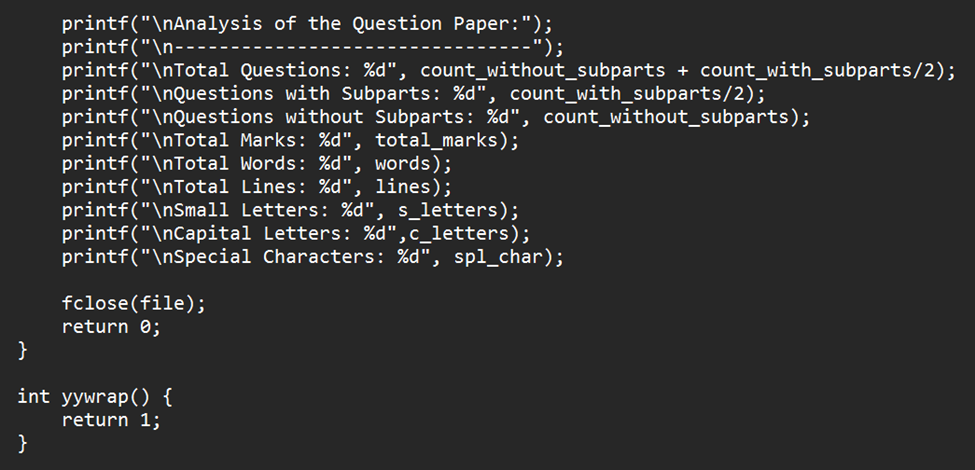 printf("\nAnalysis of the Question Paper:");
printf("\n--------------------------------");
printf("\nTotal Questions: %d", count_without_subparts + count_with_subparts/2);
printf("\nQuestions with Subparts: %d", count_with_subparts/2);
printf("\nQuestions without Subparts: %d", count_without_subparts);
printf("\nTotal Marks: %d", total_marks);
printf("\nTotal Words: %d", words);
printf("\nTotal Lines: %d", lines);
printf("\nSmall Letters: %d", s_letters);
printf("\nCapital Letters: %d",c_letters);
printf("\nSpecial Characters: %d", spl_char);
fclose(file);
return 0;
}
int yywrap() {
return 1;
}